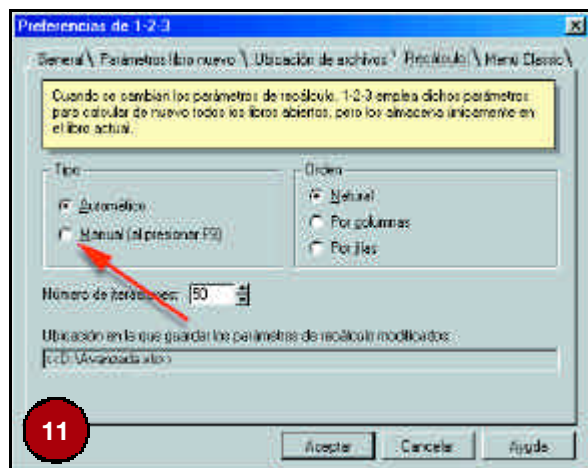 Preferencias de 1-2-3
General \ Parámetros libro nuevo \ Ubicación de archivos \ Recálculo \ Menú Classic \
Cuando se cambian los parámetros de recálculo, 1-2-3 emplea dichos parámetros
para calcular de nuevo todos los libros abiertos, pero los almacena únicamente en
el libro actual.
Tipo
Automático
Manual (al presionar F9)
Orden
Natural
Por columnas
Por filas
Número de iteraciones: 50
Ubicación en la que guardar los parámetros de recálculo modificados:
11
Aceptar Cancelar Ayuda